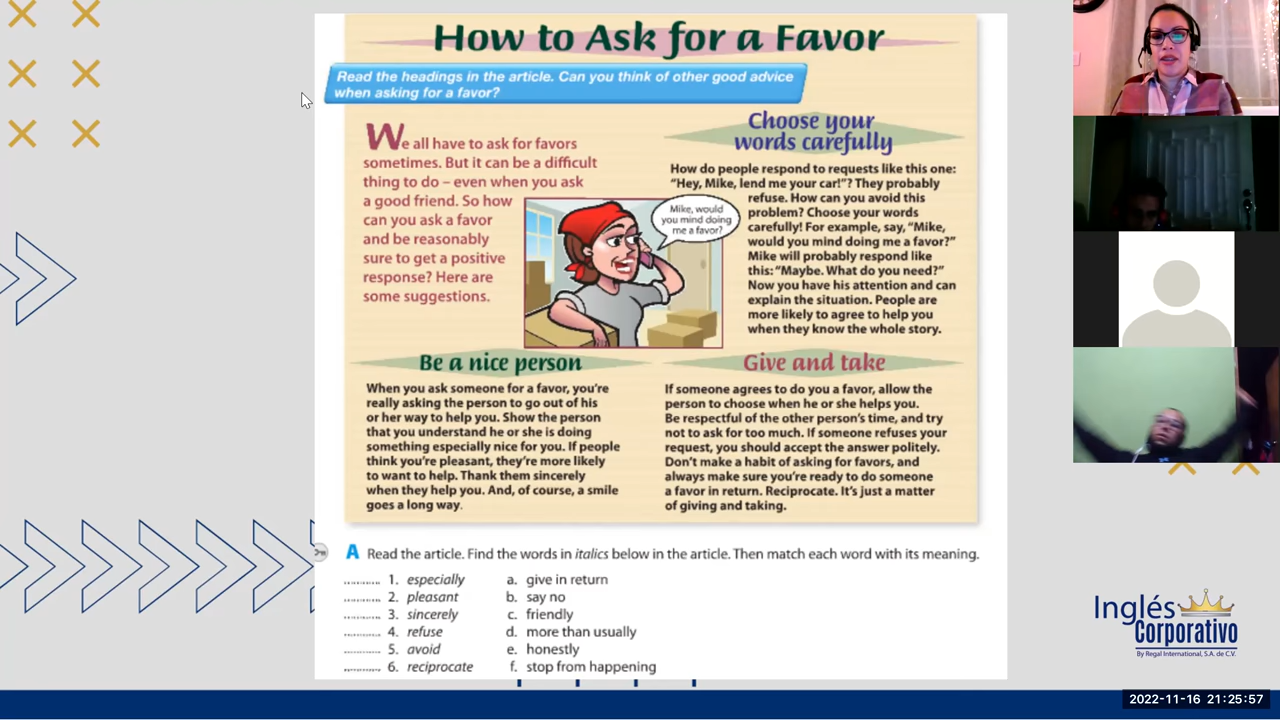 How to Ask for a Favor
Read the headings in the article. Can you think of other good advice
when asking for a favor?
We all have to ask for favors
sometimes. But it can be a difficult
thing to do – even when you ask
a good friend. So how
can you ask a favor
and be reasonably
sure to get a positive
response? Here are
some suggestions.
Mike, would
you mind doing
me a favor?
Choose your
words carefully
How do people respond to requests like this one:
"Hey, Mike, lend me your car!"? They probably
refuse. How can you avoid this
problem? Choose your words
carefully! For example, say, "Mike,
would you mind doing me a favor?"
Mike will probably respond like
this: "Maybe. What do you need?"
Now you have his attention and can
explain the situation. People are
more likely to agree to help you
when they know the whole story.
Be a nice person
When you ask someone for a favor, you're
really asking the person to go out of his
or her way to help you. Show the person
that you understand he or she is doing
something especially nice for you. If people
think you're pleasant, they're more likely
to want to help. Thank them sincerely
when they help you. And, of course, a smile
goes a long way.
Give and take
If someone agrees to do you a favor, allow the
person to choose when he or she helps you.
Be respectful of the other person's time, and try
not to ask for too much. If someone refuses your
request, you should accept the answer politely.
Don't make a habit of asking for favors, and
always make sure you're ready to do someone
a favor in return. Reciprocate. It's just a matter
of giving and taking.
A Read the article. Find the words in italics below in the article. Then match each word with its meaning.
1. especially a. give in return
2. pleasant b. say no
3. sincerely c. friendly
4. refuse d. more than usually
5. avoid e. honestly
6. reciprocate f. stop from happening
Inglés
Corporativo
By Regal International, S.A. de C.V.
2022-11-16 21:25:57